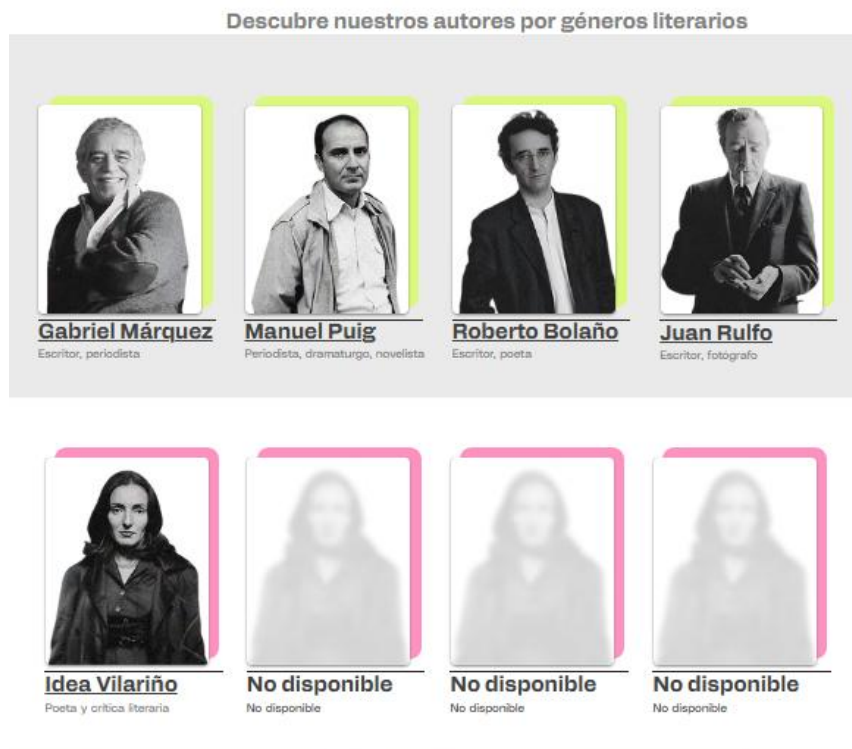 Descubre nuestros autores por géneros literarios
Gabriel Márquez
Escritor, periodista
Manuel Puig
Periodista, dramaturgo, novelista
Roberto Bolaño
Escritor, poeta
Juan Rulfo
Escritor, fotógrafo
Idea Vilariño
Poeta y crítica literaria
No disponible
No disponible
No disponible
No disponible
No disponible
No disponible